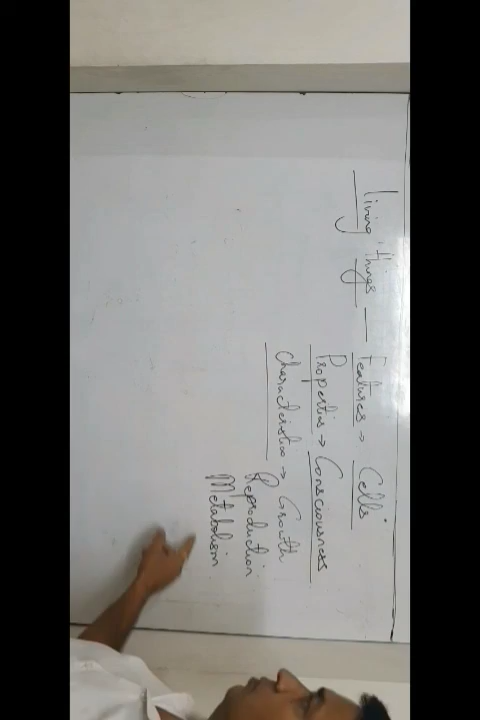 Living things — Features → Cells
Properties → Consciousness
Characteristics → Growth
Reproduction
Metabolism